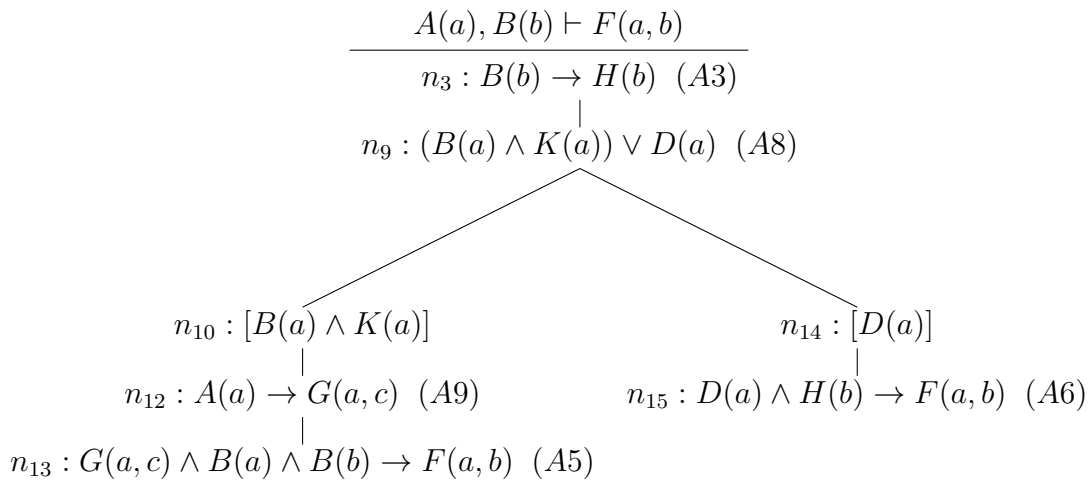 A(a), B(b) ⊢ F(a, b)
n₃ : B(b) → H(b) (A3)
n₉ : (B(a) ∧ K(a)) ∨ D(a) (A8)
n₁₀ : [B(a) ∧ K(a)]
n₁₄ : [D(a)]
n₁₂ : A(a) → G(a, c) (A9)
n₁₅ : D(a) ∧ H(b) → F(a, b) (A6)
n₁₃ : G(a, c) ∧ B(a) ∧ B(b) → F(a, b) (A5)